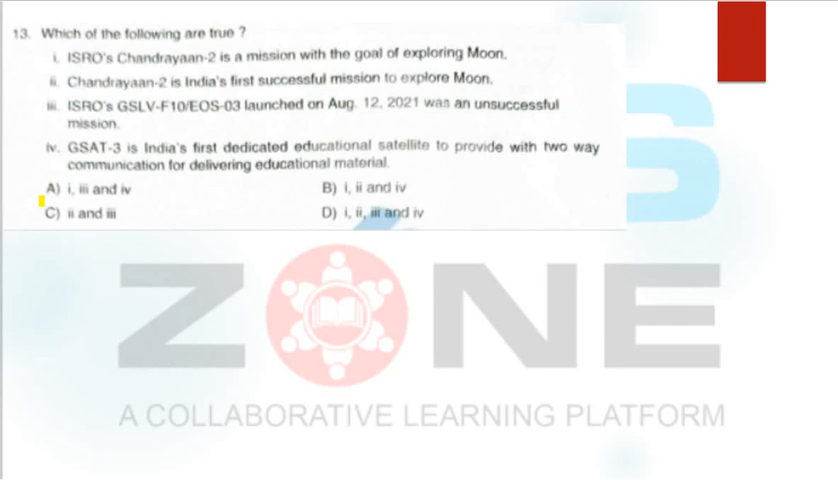 13. Which of the following are true ?
i. ISRO's Chandrayaan-2 is a mission with the goal of exploring Moon.
ii. Chandrayaan-2 is India's first successful mission to explore Moon.
iii. ISRO's GSLV-F10/EOS-03 launched on Aug. 12, 2021 was an unsuccessful
mission.
iv. GSAT-3 is India's first dedicated educational satellite to provide with two way
communication for delivering educational material.
A) i, iii and iv
B) i, ii and iv
C) ii and iii
D) i, ii, iii and iv
S
Z NE
A COLLABORATIVE LEARNING PLATFORM